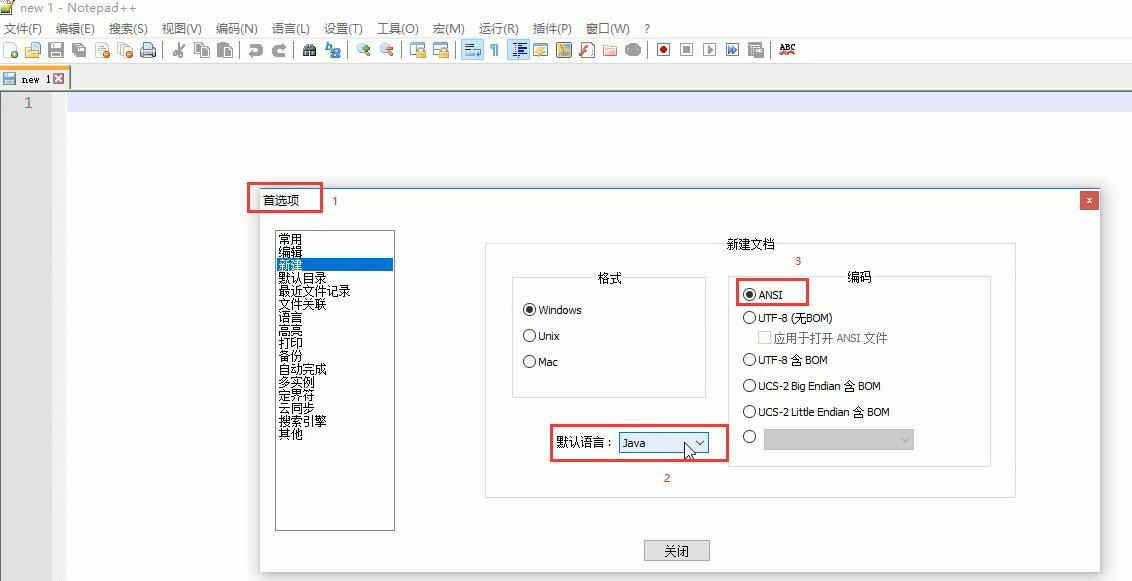 new 1 - Notepad++
文件(F) 编辑(E) 搜索(S) 视图(V) 编码(N) 语言(L) 设置(T) 工具(O) 宏(M) 运行(R) 插件(P) 窗口(W) ?
ABC
new 1
1
首选项 1
常用
编辑
新建
默认目录
最近文件记录
文件关联
语言
高亮
打印
备份
自动完成
多实例
定界符
云同步
搜索引擎
其他
新建文档
3
格式
Windows
Unix
Mac
编码
ANSI
UTF-8 (无BOM)
应用于打开 ANSI 文件
UTF-8 含 BOM
UCS-2 Big Endian 含 BOM
UCS-2 Little Endian 含 BOM
默认语言： Java
2
关闭